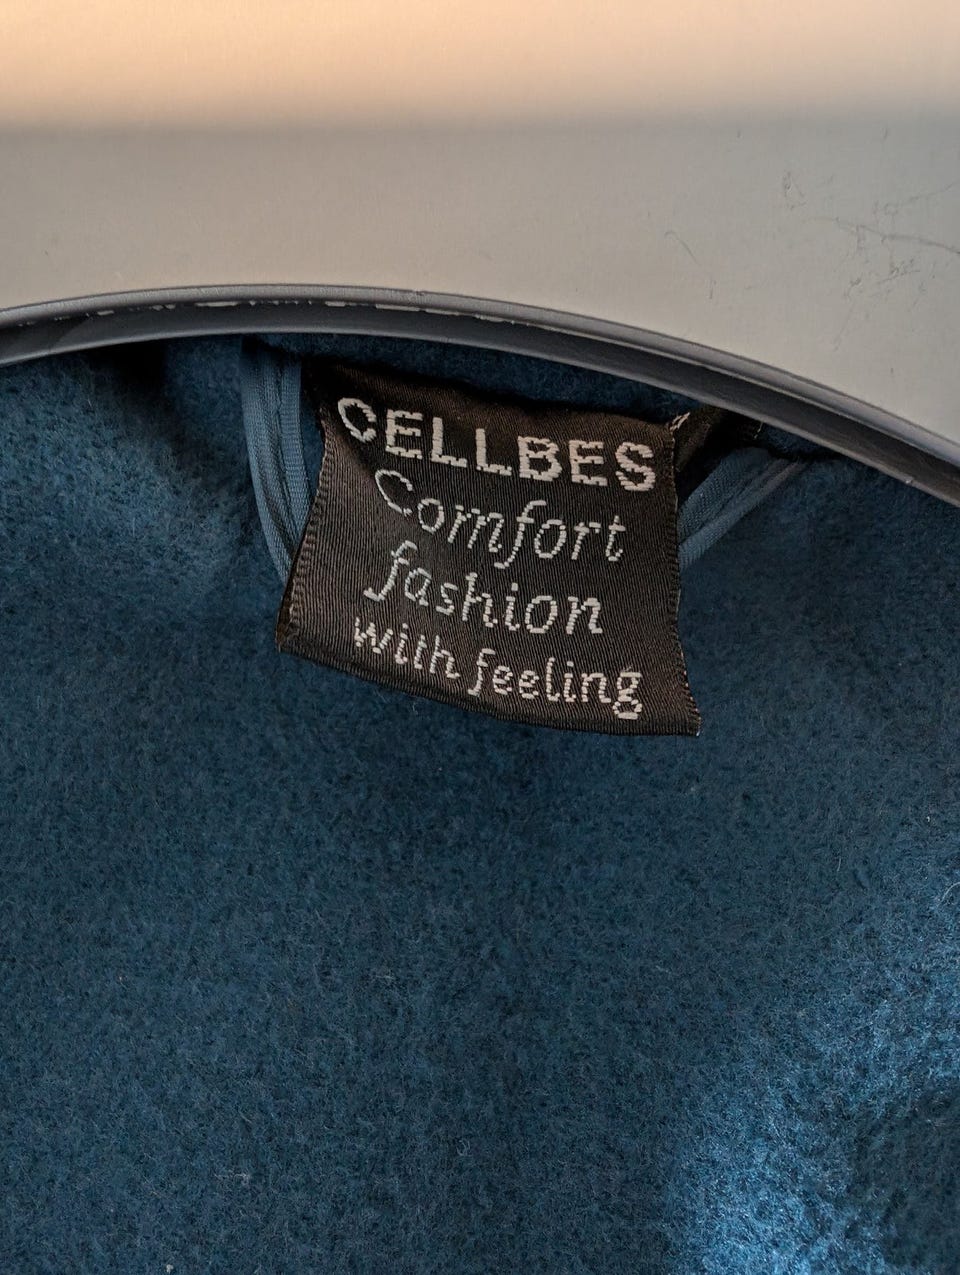 CELLBES
Comfort
fashion
with feeling